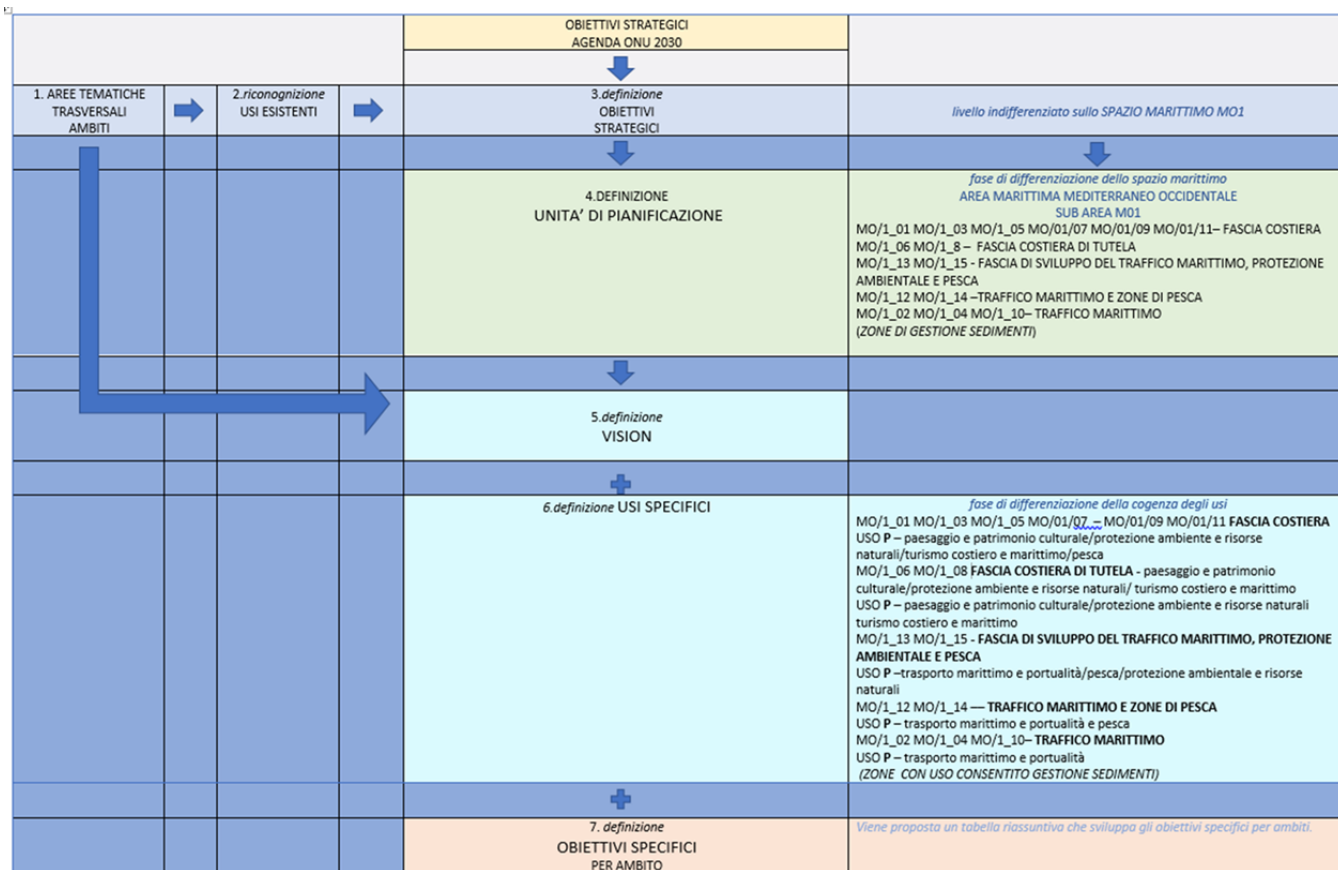 OBIETTIVI STRATEGICI
AGENDA ONU 2030
1. AREE TEMATICHE
TRASVERSALI
AMBITI
2.riconognizione
USI ESISTENTI
3.definizione
OBIETTIVI
STRATEGICI
livello indifferenziato sullo SPAZIO MARITTIMO MO1
4.DEFINIZIONE
UNITA’ DI PIANIFICAZIONE
fase di differenziazione dello spazio marittimo
AREA MARITTIMA MEDITERRANEO OCCIDENTALE
SUB AREA M01
MO/1_01 MO/1_03 MO/1_05 MO/01/07 MO/01/09 MO/01/11– FASCIA COSTIERA
MO/1_06 MO/1_8 – FASCIA COSTIERA DI TUTELA
MO/1_13 MO/1_15 - FASCIA DI SVILUPPO DEL TRAFFICO MARITTIMO, PROTEZIONE
AMBIENTALE E PESCA
MO/1_12 MO/1_14 –TRAFFICO MARITTIMO E ZONE DI PESCA
MO/1_02 MO/1_04 MO/1_10– TRAFFICO MARITTIMO
(ZONE DI GESTIONE SEDIMENTI)
5.definizione
VISION
6.definizione USI SPECIFICI
fase di differenziazione della cogenza degli usi
MO/1_01 MO/1_03 MO/1_05 MO/01/07 – MO/01/09 MO/01/11 FASCIA COSTIERA
USO P – paesaggio e patrimonio culturale/protezione ambiente e risorse
naturali/turismo costiero e marittimo/pesca
MO/1_06 MO/1_08 FASCIA COSTIERA DI TUTELA - paesaggio e patrimonio
culturale/protezione ambiente e risorse naturali/ turismo costiero e marittimo
USO P – paesaggio e patrimonio culturale/protezione ambiente e risorse naturali
turismo costiero e marittimo
MO/1_13 MO/1_15 - FASCIA DI SVILUPPO DEL TRAFFICO MARITTIMO, PROTEZIONE
AMBIENTALE E PESCA
USO P –trasporto marittimo e portualità/pesca/protezione ambientale e risorse
naturali
MO/1_12 MO/1_14 –– TRAFFICO MARITTIMO E ZONE DI PESCA
USO P – trasporto marittimo e portualità e pesca
MO/1_02 MO/1_04 MO/1_10– TRAFFICO MARITTIMO
USO P – trasporto marittimo e portualità
(ZONE CON USO CONSENTITO GESTIONE SEDIMENTI)
7. definizione
OBIETTIVI SPECIFICI
PER AMBITO
Viene proposta un tabella riassuntiva che sviluppa gli obiettivi specifici per ambiti.